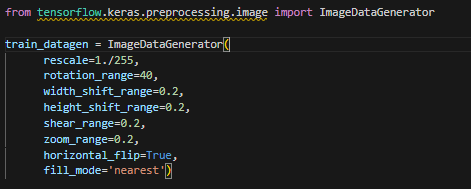 from tensorflow.keras.preprocessing.image import ImageDataGenerator
train_datagen = ImageDataGenerator(
rescale=1./255,
rotation_range=40,
width_shift_range=0.2,
height_shift_range=0.2,
shear_range=0.2,
zoom_range=0.2,
horizontal_flip=True,
fill_mode='nearest')